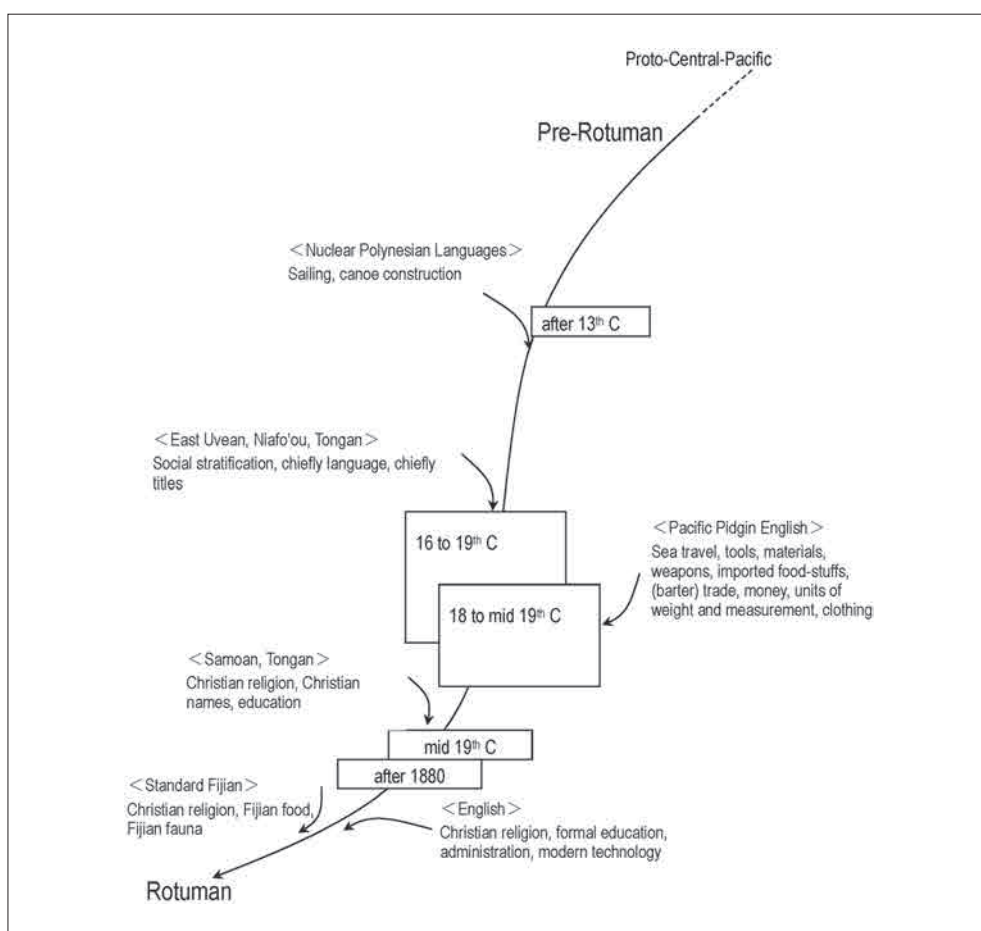 Proto-Central-Pacific
Pre-Rotuman
<Nuclear Polynesian Languages>
Sailing, canoe construction
after 13th C
<East Uvean, Niafo'ou, Tongan>
Social stratification, chiefly language, chiefly
titles
16 to 19th C
<Pacific Pidgin English>
Sea travel, tools, materials,
weapons, imported food-stuffs,
(barter) trade, money, units of
weight and measurement, clothing
18 to mid 19th C
<Samoan, Tongan>
Christian religion, Christian
names, education
mid 19th C
after 1880
<Standard Fijian>
Christian religion, Fijian food,
Fijian fauna
<English>
Christian religion, formal education,
administration, modern technology
Rotuman